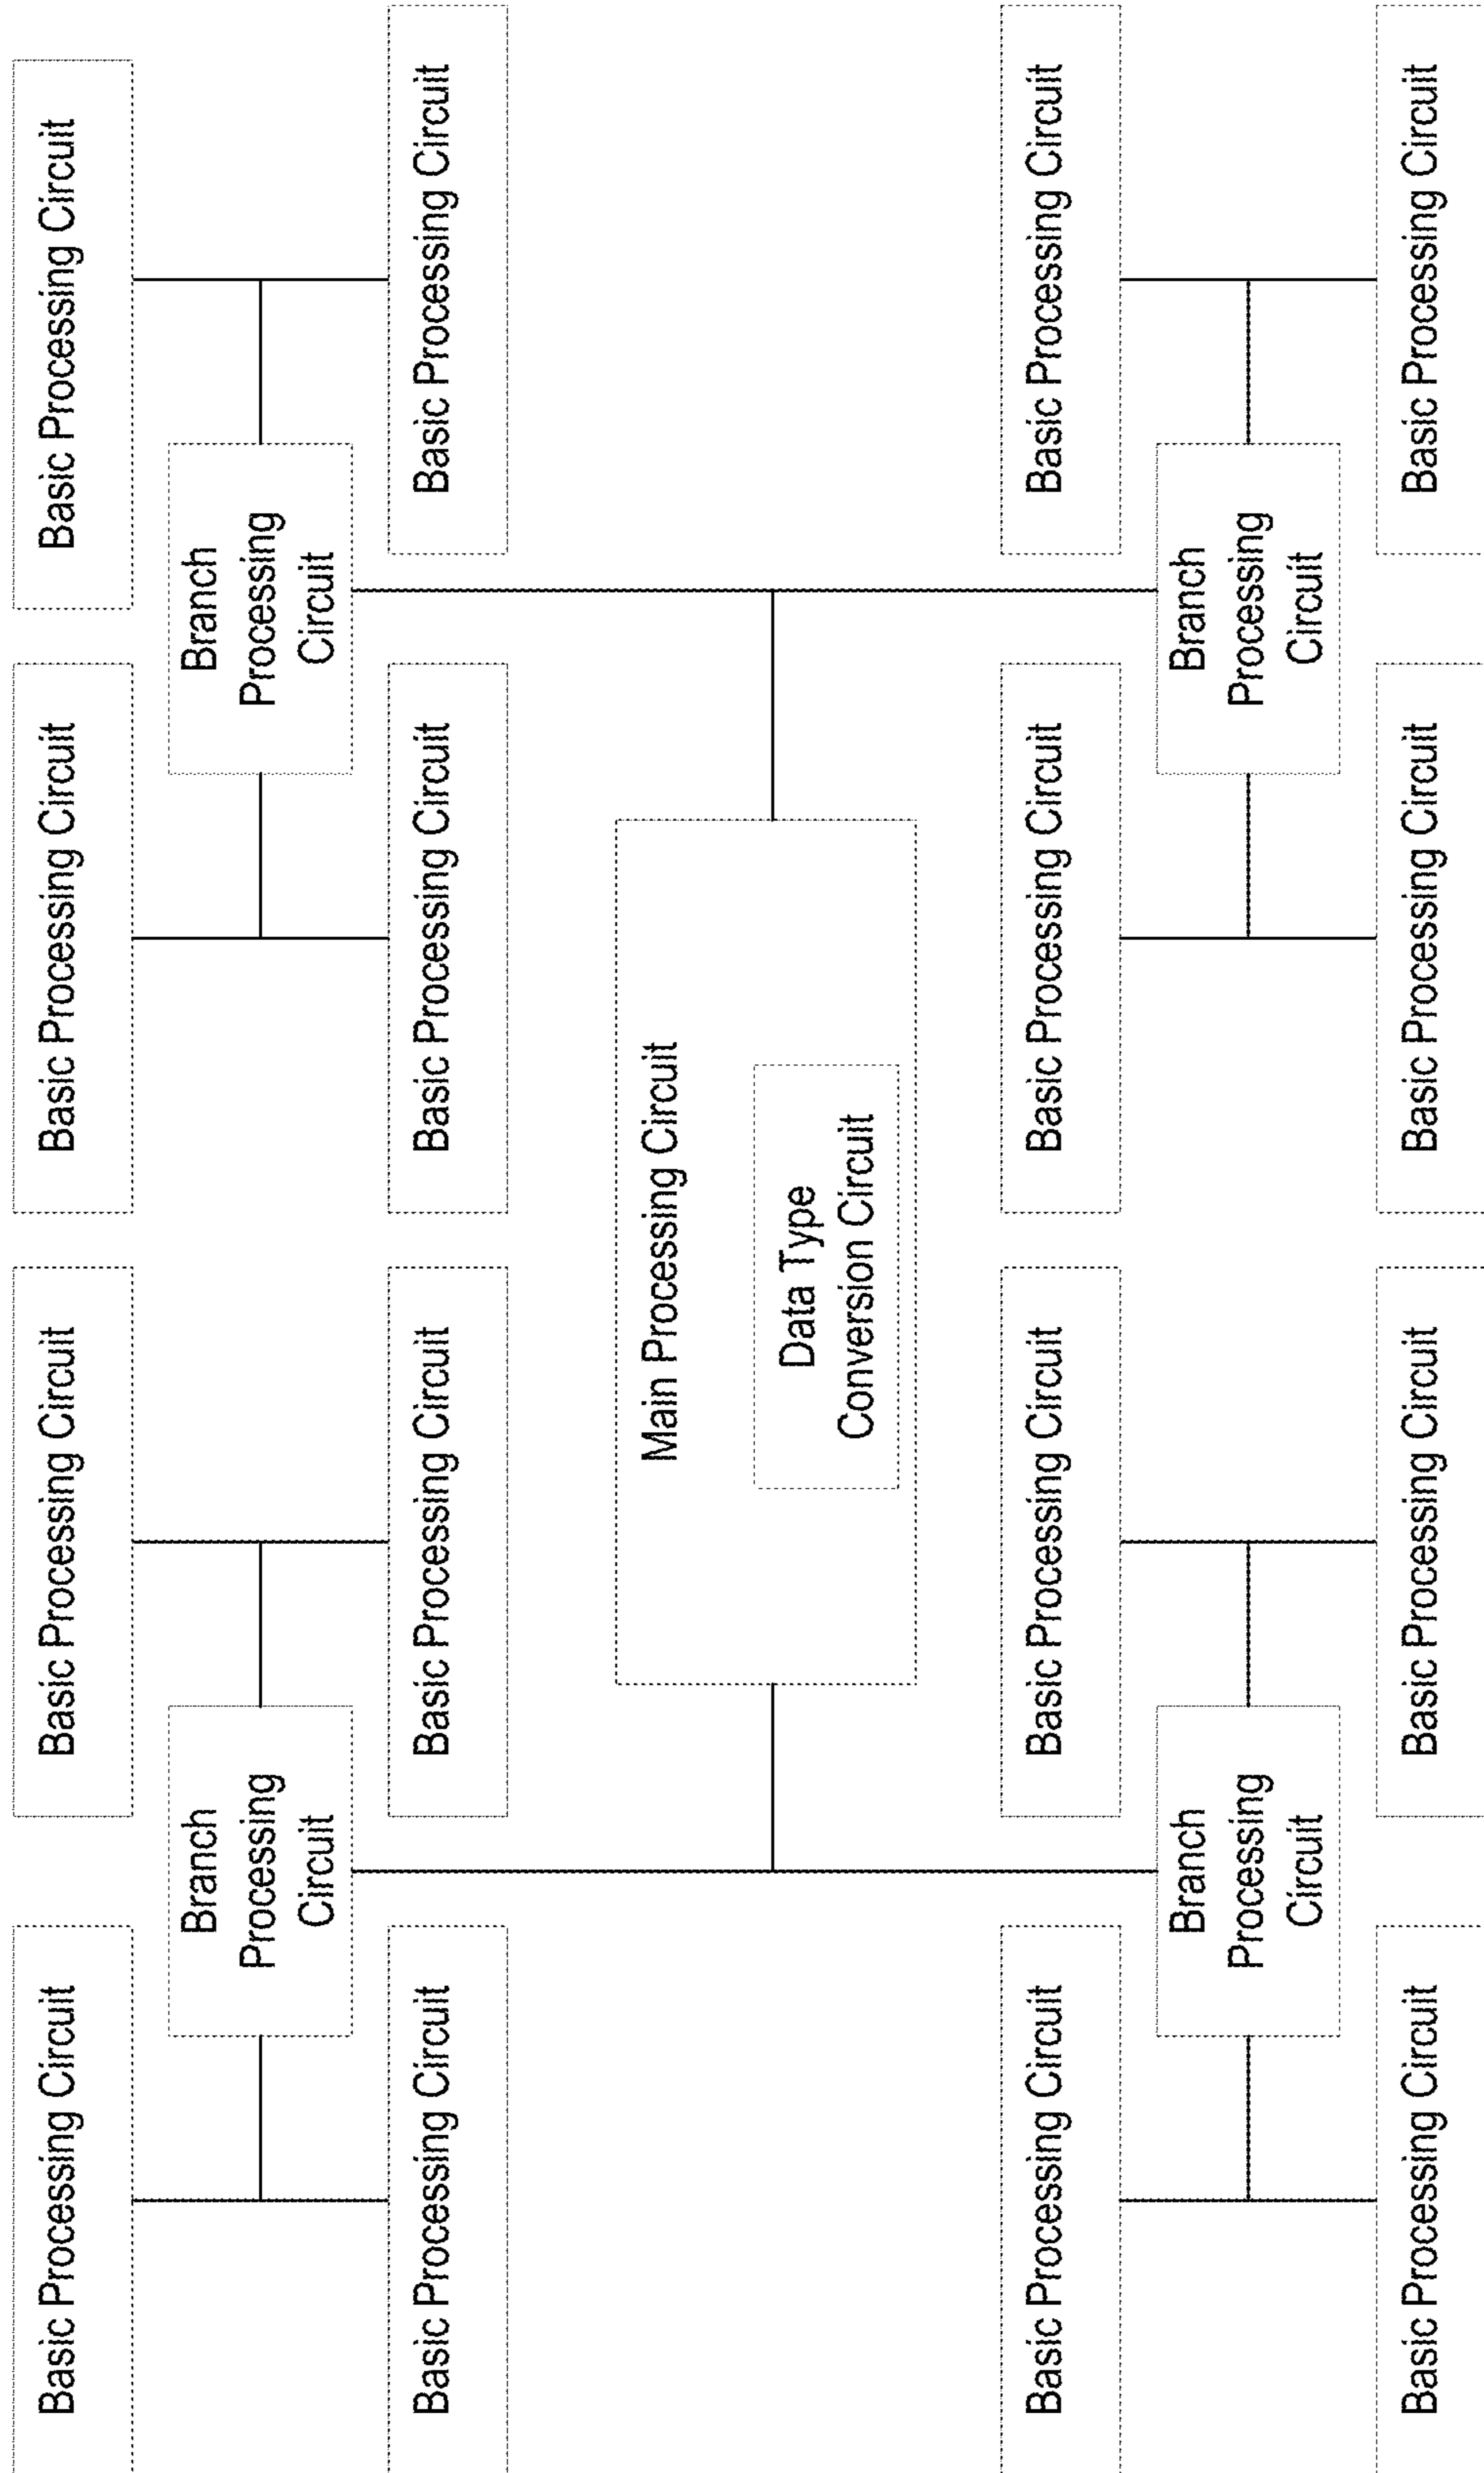 Basic Processing Circuit
Basic Processing Circuit
Basic Processing Circuit
Basic Processing Circuit
Branch
Processing
Circuit
Branch
Processing
Circuit
Basic Processing Circuit
Basic Processing Circuit
Basic Processing Circuit
Basic Processing Circuit
Main Processing Circuit
Data Type
Conversion Circuit
Basic Processing Circuit
Basic Processing Circuit
Basic Processing Circuit
Basic Processing Circuit
Branch
Processing
Circuit
Branch
Processing
Circuit
Basic Processing Circuit
Basic Processing Circuit
Basic Processing Circuit
Basic Processing Circuit